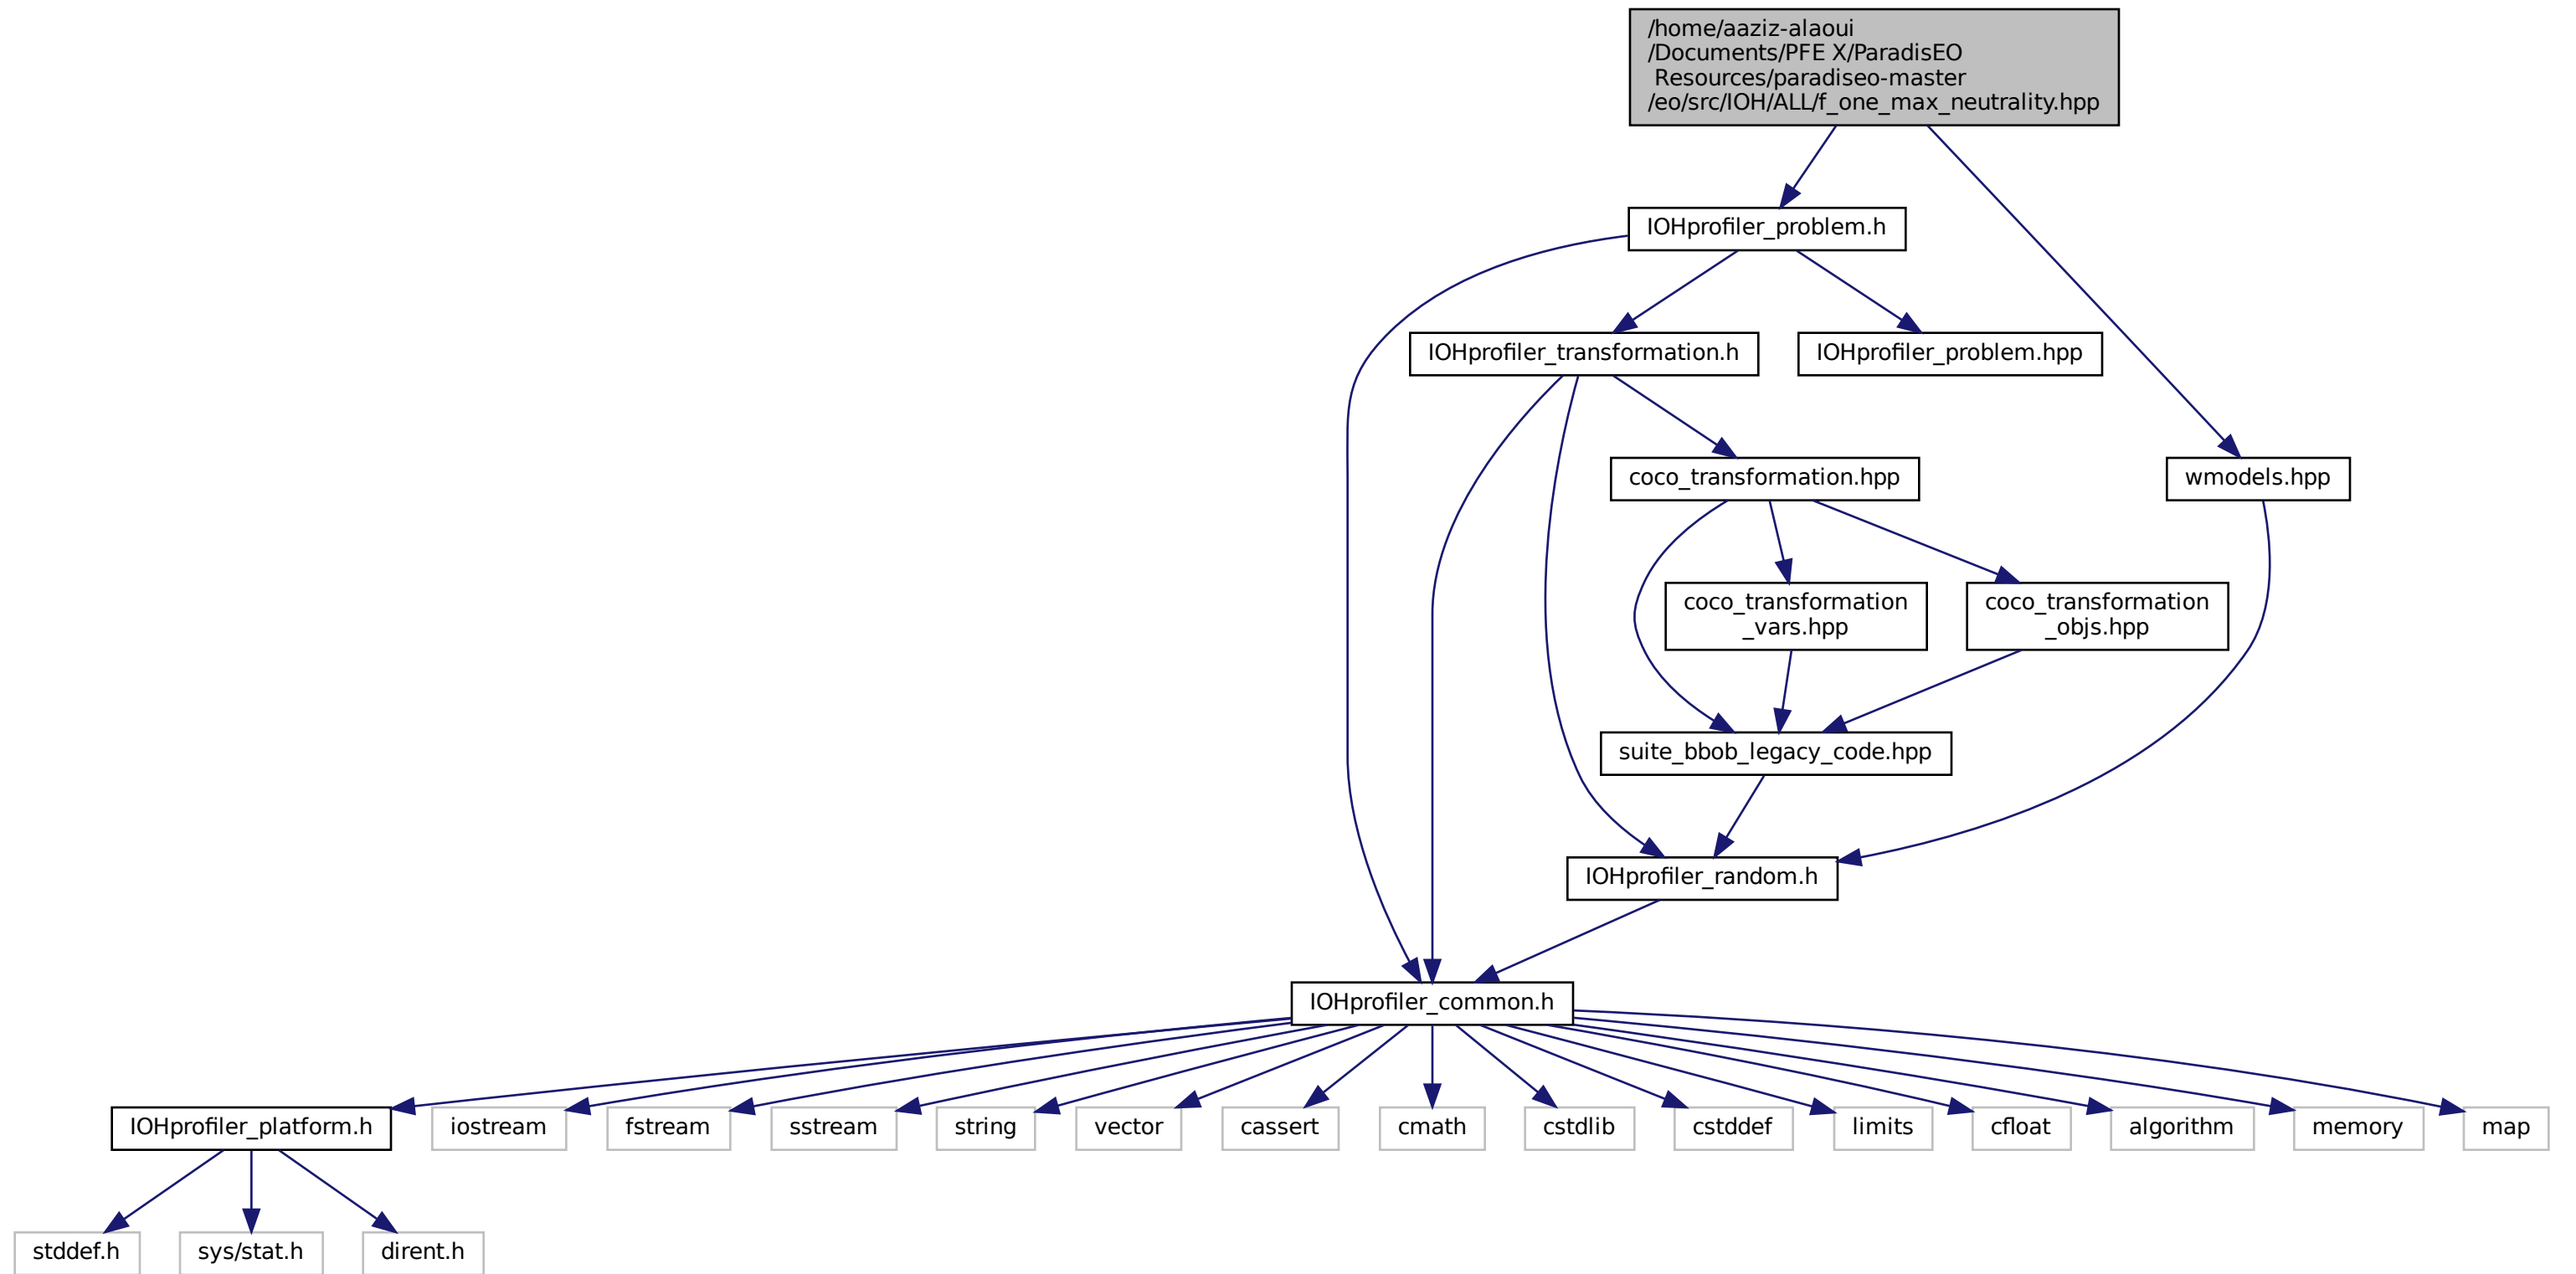 /home/aaziz-alaoui
/Documents/PFE X/ParadisEO
Resources/paradiseo-master
/eo/src/IOH/ALL/f_one_max_neutrality.hpp
IOHprofiler_problem.h
IOHprofiler_transformation.h
IOHprofiler_problem.hpp
coco_transformation.hpp
wmodels.hpp
coco_transformation
_vars.hpp
coco_transformation
_objs.hpp
suite_bbob_legacy_code.hpp
IOHprofiler_random.h
IOHprofiler_common.h
IOHprofiler_platform.h
iostream
fstream
sstream
string
vector
cassert
cmath
cstdlib
cstddef
limits
cfloat
algorithm
memory
map
stddef.h
sys/stat.h
dirent.h